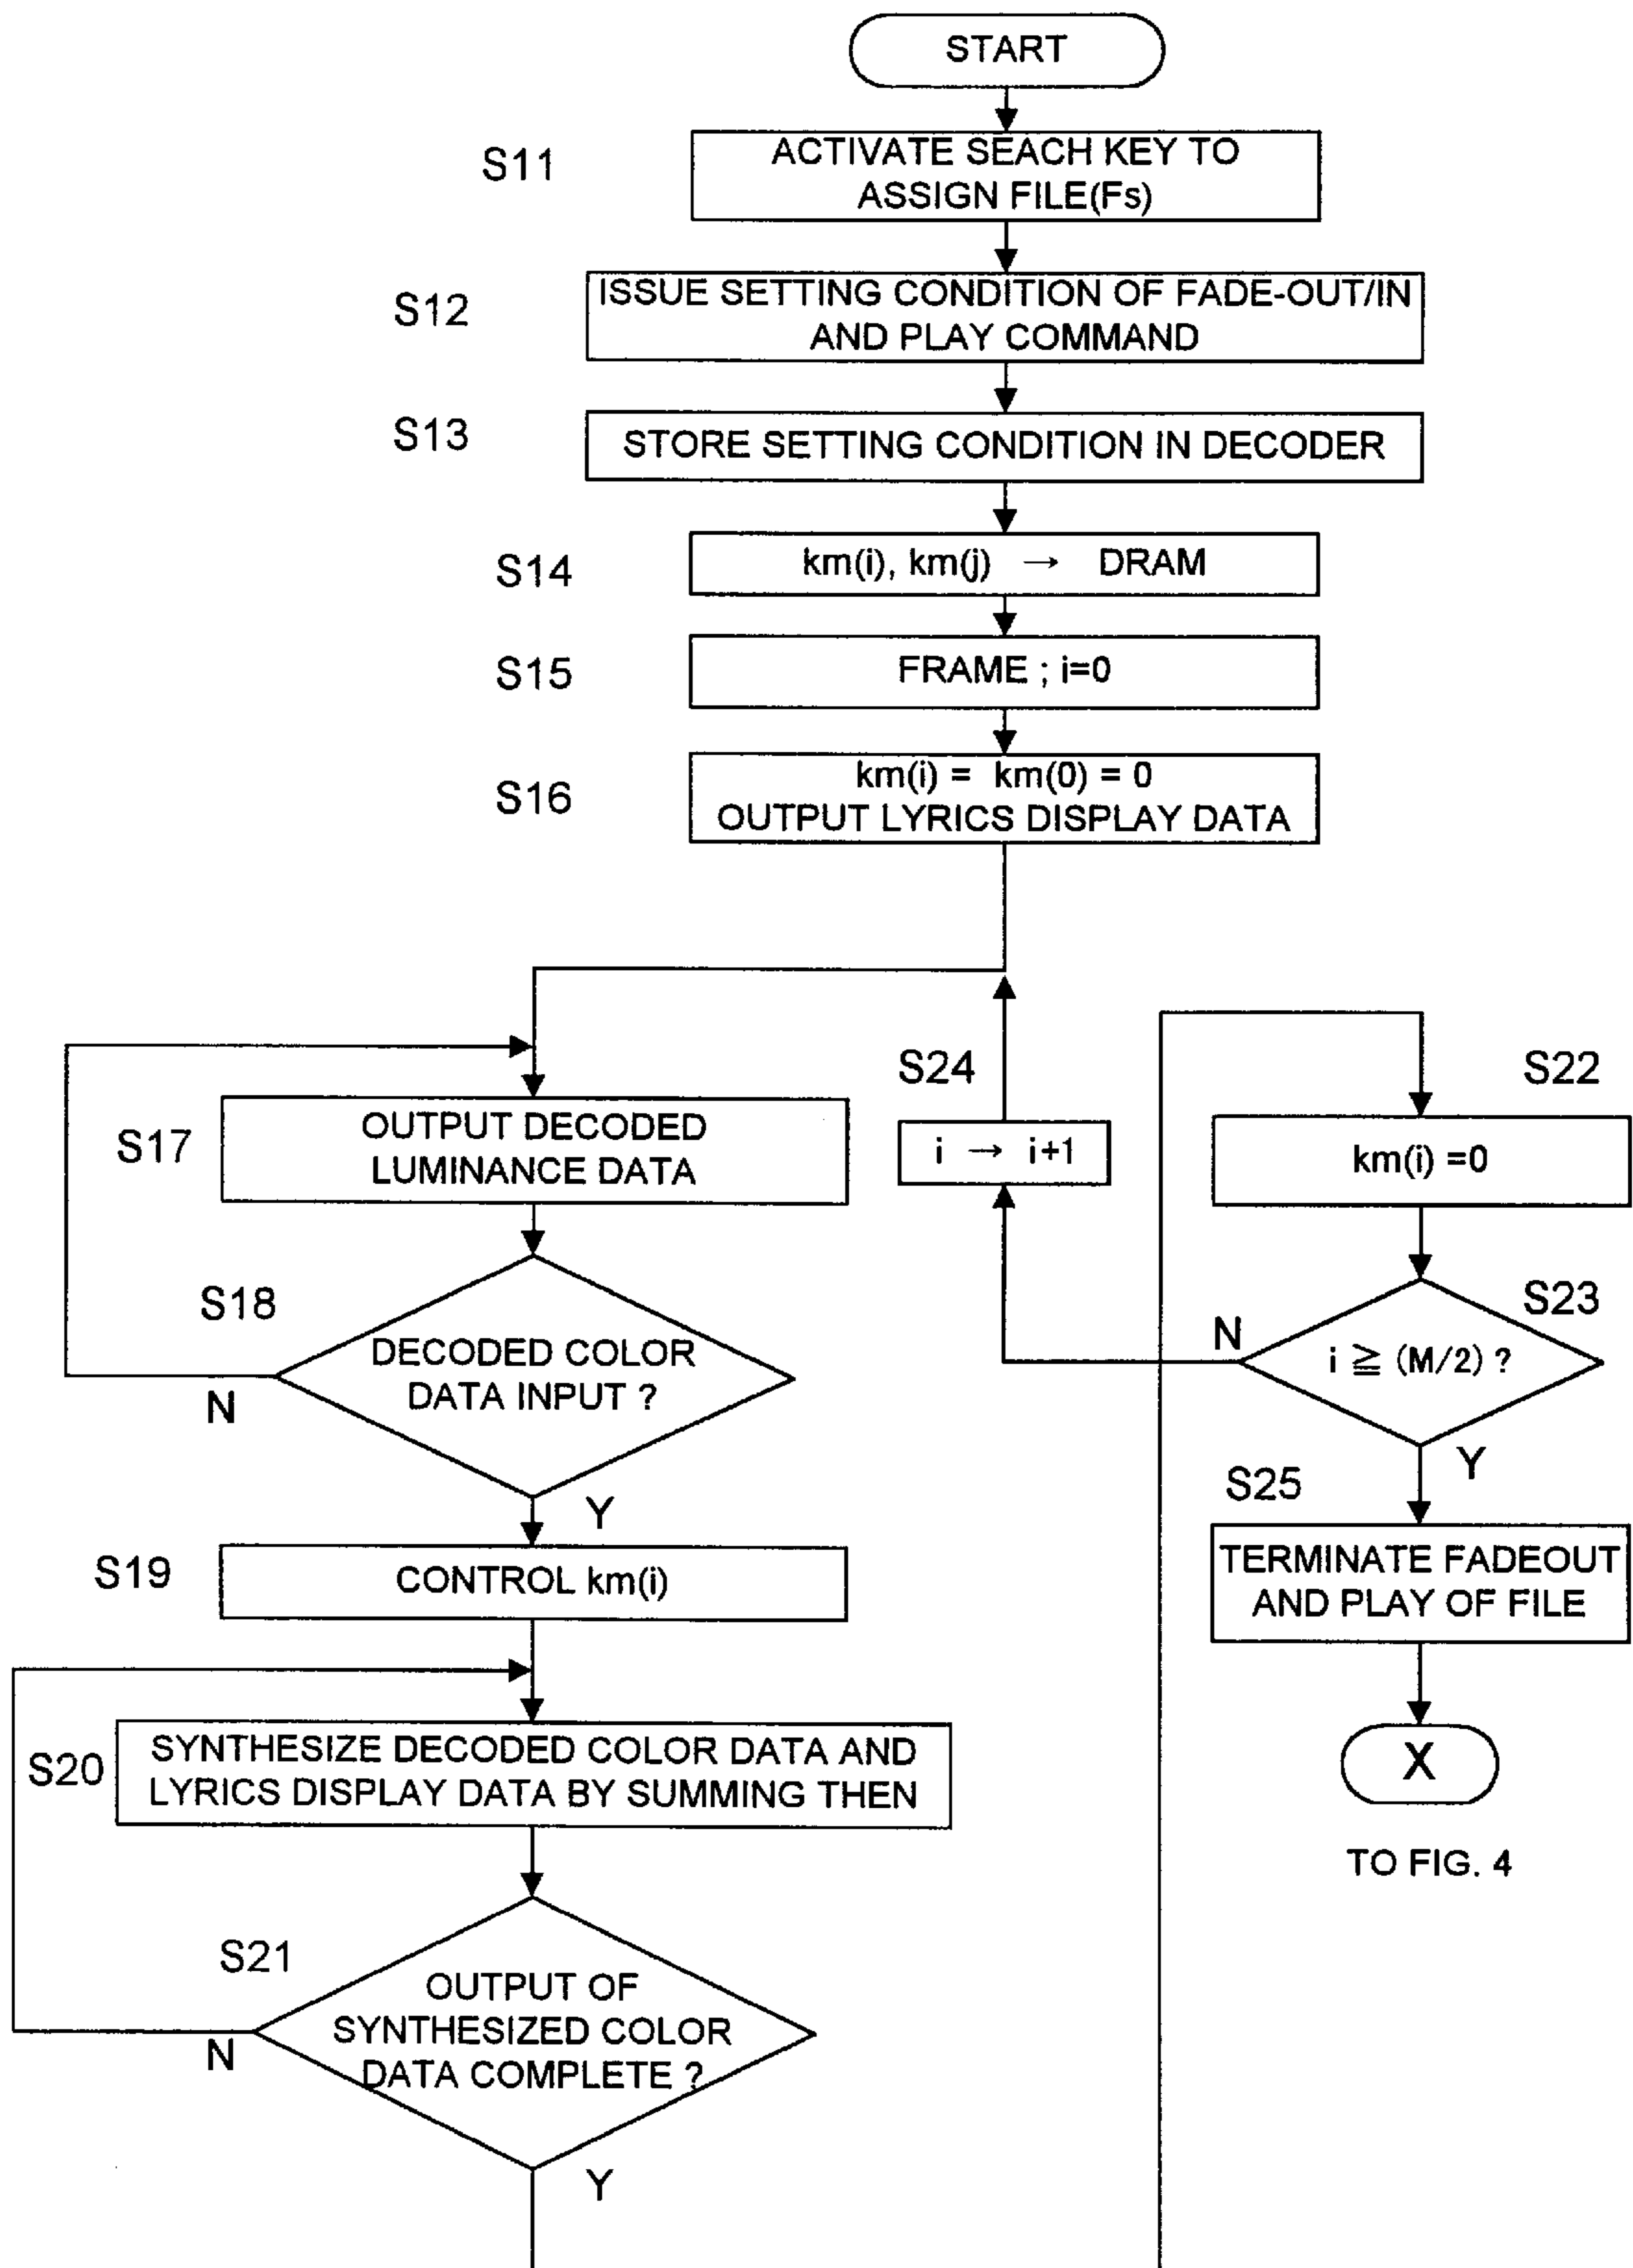 START
S11
ACTIVATE SEACH KEY TO
ASSIGN FILE(Fs)
S12
ISSUE SETTING CONDITION OF FADE-OUT/IN
AND PLAY COMMAND
S13
STORE SETTING CONDITION IN DECODER
S14
km(i), km(j) → DRAM
S15
FRAME ; i=0
S16
km(i) = km(0) = 0
OUTPUT LYRICS DISPLAY DATA
S17
OUTPUT DECODED
LUMINANCE DATA
S18
DECODED COLOR
DATA INPUT ?
N
Y
S19
CONTROL km(i)
S20
SYNTHESIZE DECODED COLOR DATA AND
LYRICS DISPLAY DATA BY SUMMING THEN
S21
OUTPUT OF
SYNTHESIZED COLOR
DATA COMPLETE ?
N
Y
S24
i → i+1
S22
km(i) =0
S23
i ≧ (M/2) ?
N
Y
S25
TERMINATE FADEOUT
AND PLAY OF FILE
X
TO FIG. 4